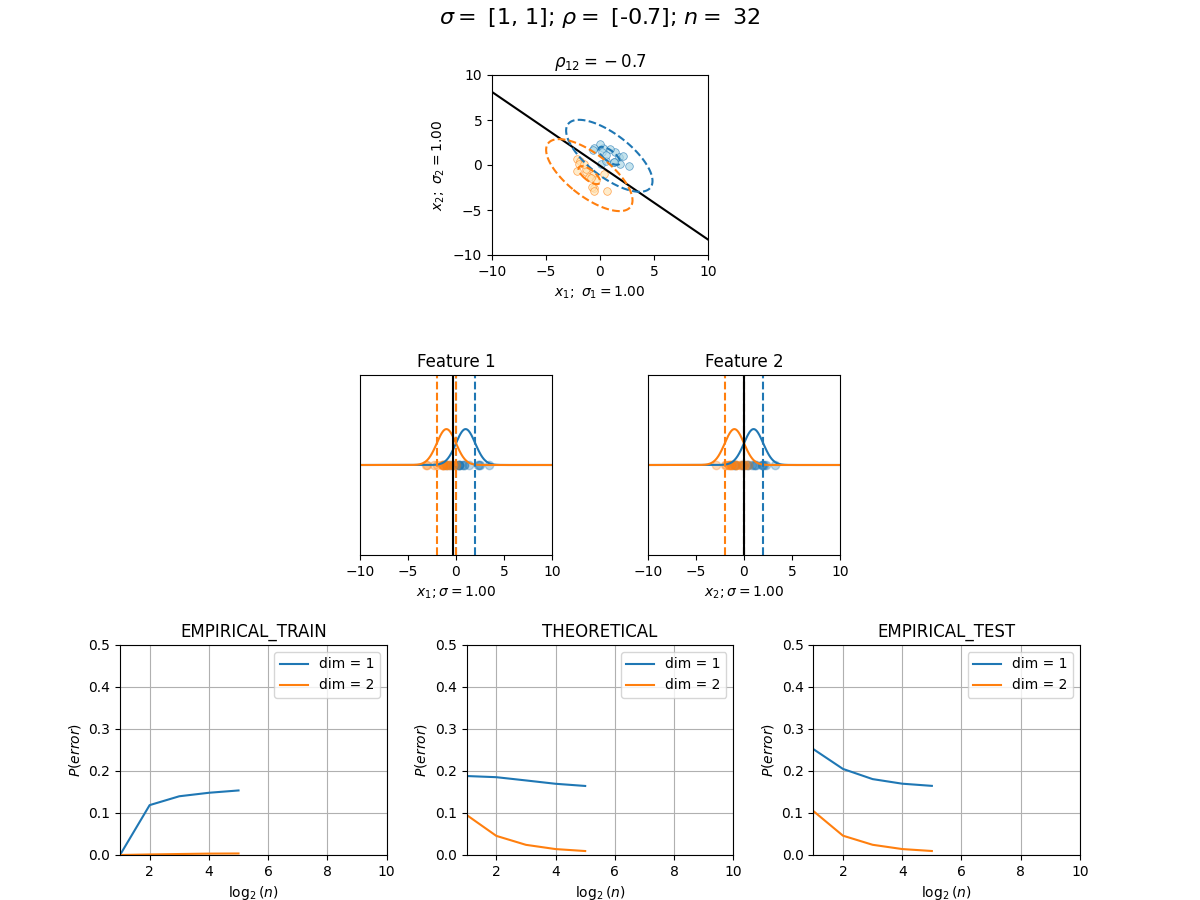 σ = [1, 1]; ρ = [-0.7]; n = 32
ρ₁₂ = −0.7
10
5
0
−5
−10
x₂; σ₂ = 1.00
−10 −5 0 5 10
x₁; σ₁ = 1.00
Feature 1 Feature 2
−10 −5 0 5 10 −10 −5 0 5 10
x₁; σ = 1.00 x₂; σ = 1.00
EMPIRICAL_TRAIN
0.5
0.4
0.3
0.2
0.1
0.0
P(error)
dim = 1
dim = 2
2 4 6 8 10
log₂ (n)
THEORETICAL
0.5
0.4
0.3
0.2
0.1
0.0
P(error)
dim = 1
dim = 2
2 4 6 8 10
log₂ (n)
EMPIRICAL_TEST
0.5
0.4
0.3
0.2
0.1
0.0
P(error)
dim = 1
dim = 2
2 4 6 8 10
log₂ (n)